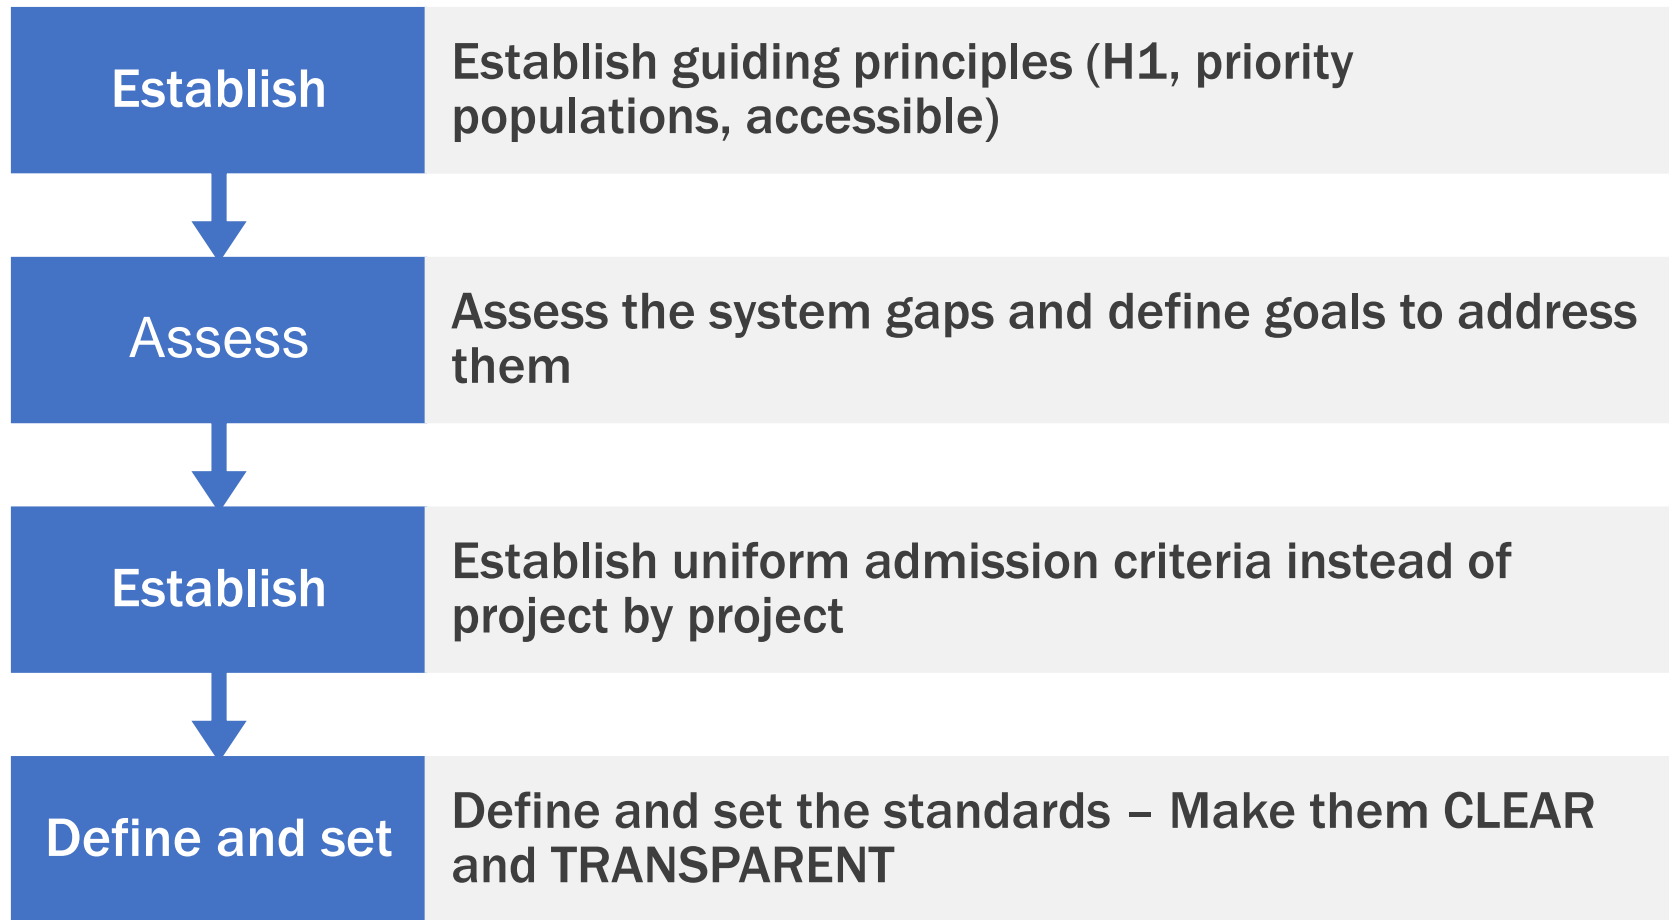 Establish
Establish guiding principles (H1, priority
populations, accessible)
Assess
Assess the system gaps and define goals to address
them
Establish
Establish uniform admission criteria instead of
project by project
Define and set
Define and set the standards – Make them CLEAR
and TRANSPARENT